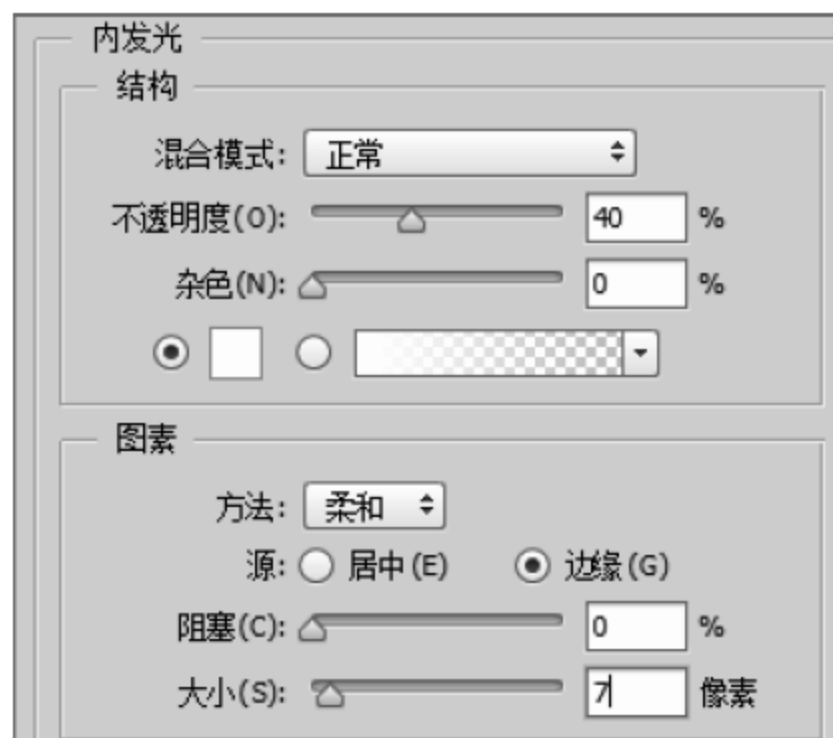 内发光
结构
混合模式: 正常
不透明度(O): 40 %
杂色(N): 0 %
图素
方法: 柔和
源: 居中(E) 边缘(G)
阻塞(C): 0 %
大小(S): 7 像素